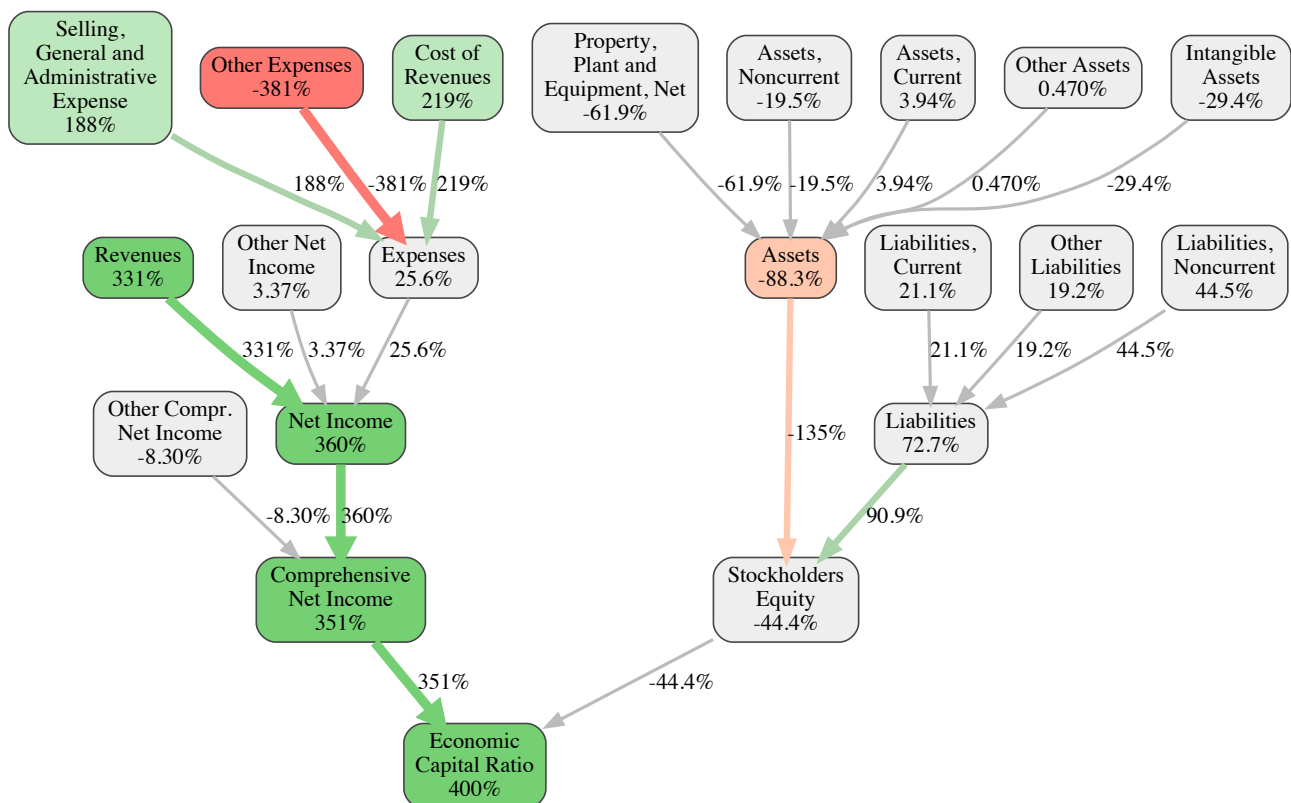 Selling,
General and
Administrative
Expense
188%
Other Expenses
-381%
Cost of
Revenues
219%
Property,
Plant and
Equipment, Net
-61.9%
Assets,
Noncurrent
-19.5%
Assets,
Current
3.94%
Other Assets
0.470%
Intangible
Assets
-29.4%
188%
-381%
219%
-61.9%
-19.5%
3.94%
0.470%
-29.4%
Revenues
331%
Other Net
Income
3.37%
Expenses
25.6%
Assets
-88.3%
Liabilities,
Current
21.1%
Other
Liabilities
19.2%
Liabilities,
Noncurrent
44.5%
331%
3.37%
25.6%
21.1%
19.2%
44.5%
Other Compr.
Net Income
-8.30%
Net Income
360%
-135%
Liabilities
72.7%
-8.30%
360%
90.9%
Comprehensive
Net Income
351%
Stockholders
Equity
-44.4%
351%
-44.4%
Economic
Capital Ratio
400%